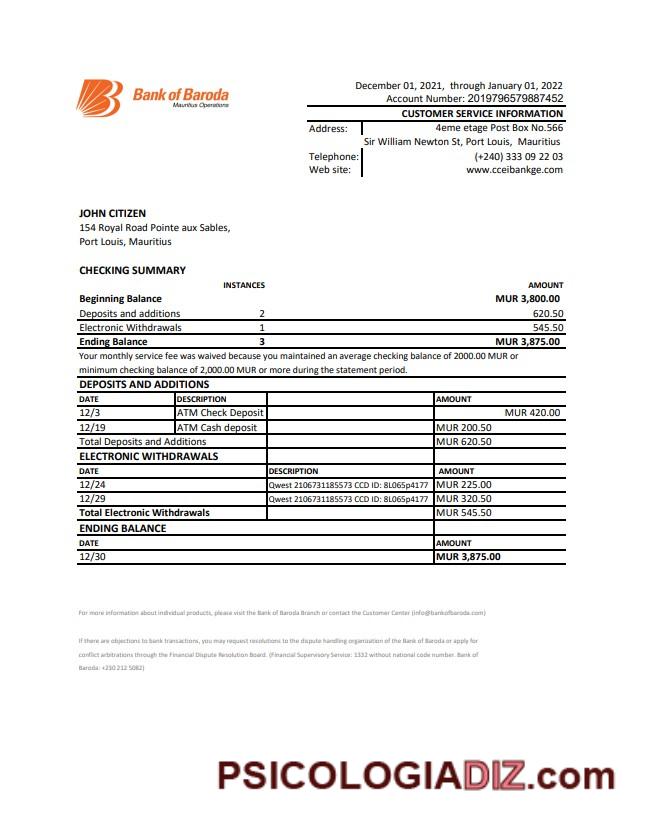 Bank of Baroda
Mauritius Operations
December 01, 2021, through January 01, 2022
Account Number: 2019796579887452
CUSTOMER SERVICE INFORMATION
Address: 4eme etage Post Box No.566
Sir William Newton St, Port Louis, Mauritius
Telephone: (+240) 333 09 22 03
Web site: www.cceibankge.com
JOHN CITIZEN
154 Royal Road Pointe aux Sables,
Port Louis, Mauritius
CHECKING SUMMARY
INSTANCES AMOUNT
Beginning Balance MUR 3,800.00
Deposits and additions 2 620.50
Electronic Withdrawals 1 545.50
Ending Balance 3 MUR 3,875.00
Your monthly service fee was waived because you maintained an average checking balance of 2000.00 MUR or
minimum checking balance of 2,000.00 MUR or more during the statement period.
DEPOSITS AND ADDITIONS
DATE DESCRIPTION AMOUNT
12/3 ATM Check Deposit MUR 420.00
12/19 ATM Cash deposit MUR 200.50
Total Deposits and Additions MUR 620.50
ELECTRONIC WITHDRAWALS
DATE DESCRIPTION AMOUNT
12/24 Qwest 2106731185573 CCD ID: 8L065p4177 MUR 225.00
12/29 Qwest 2106731185573 CCD ID: 8L065p4177 MUR 320.50
Total Electronic Withdrawals MUR 545.50
ENDING BALANCE
DATE AMOUNT
12/30 MUR 3,875.00
For more information about individual products, please visit the Bank of Baroda Branch or contact the Customer Center (info@bankofbaroda.com)
If there are objections to bank transactions, you may request resolutions to the dispute handling organisation of the Bank of Baroda or apply for
conflict arbitrations through the Financial Dispute Resolution Board. (Financial Supervisory Service: 1332 without national code number. Bank of
Baroda: +230 212 5082)
PSICOLOGIADIZ.com